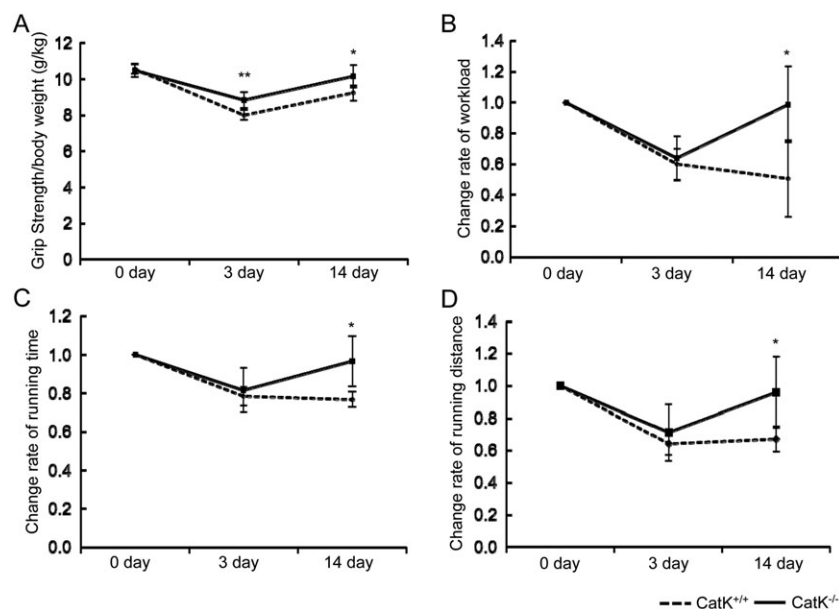 A
Grip Strength/body weight (g/kg)
12
10
8
6
4
2
0
**
*
0 day 3 day 14 day
B
Change rate of workload
1.4
1.2
1.0
0.8
0.6
0.4
0.2
0.0
*
0 day 3 day 14 day
C
Change rate of running time
1.2
1.0
0.8
0.6
0.4
0.2
0.0
*
0 day 3 day 14 day
D
Change rate of running distance
1.4
1.2
1.0
0.8
0.6
0.4
0.2
0.0
*
0 day 3 day 14 day
CatK+/+ CatK-/-